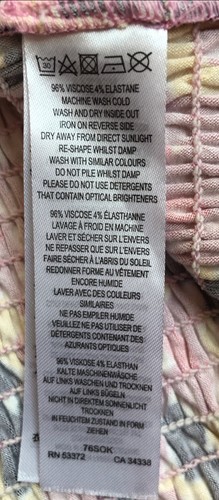 30
96% VISCOSE 4% ELASTANE
MACHINE WASH COLD
WASH AND DRY INSIDE OUT
IRON ON REVERSE SIDE
DRY AWAY FROM DIRECT SUNLIGHT
RE-SHAPE WHILST DAMP
WASH WITH SIMILAR COLOURS
DO NOT PILE WHILST DAMP
PLEASE DO NOT USE DETERGENTS
THAT CONTAIN OPTICAL BRIGHTENERS
96% VISCOSE 4% ÉLASTHANNE
LAVAGE À FROID EN MACHINE
LAVER ET SÉCHER SUR L'ENVERS
NE REPASSER QUE SUR L'ENVERS
FAIRE SÉCHER À L'ABRIS DU SOLEIL
REDONNER FORME AU VÊTEMENT
ENCORE HUMIDE
LAVER AVEC DES COULEURS
SIMILAIRES
NE PAS EMPILER HUMIDE
VEUILLEZ NE PAS UTILISER DE
DÉTERGENTS CONTENANT DES
AZURANTS OPTIQUES
96% VISKOSE 4% ELASTHAN
KALTE MASCHINENWÄSCHE
AUF LINKS WASCHEN UND TROCKNEN
AUF LINKS BÜGELN
NICHT IM DIREKTEM SONNENLICHT
TROCKNEN
IN FEUCHTEM ZUSTAND IN FORM
ZIEHEN
76SOK
RN 53372 CA 34338